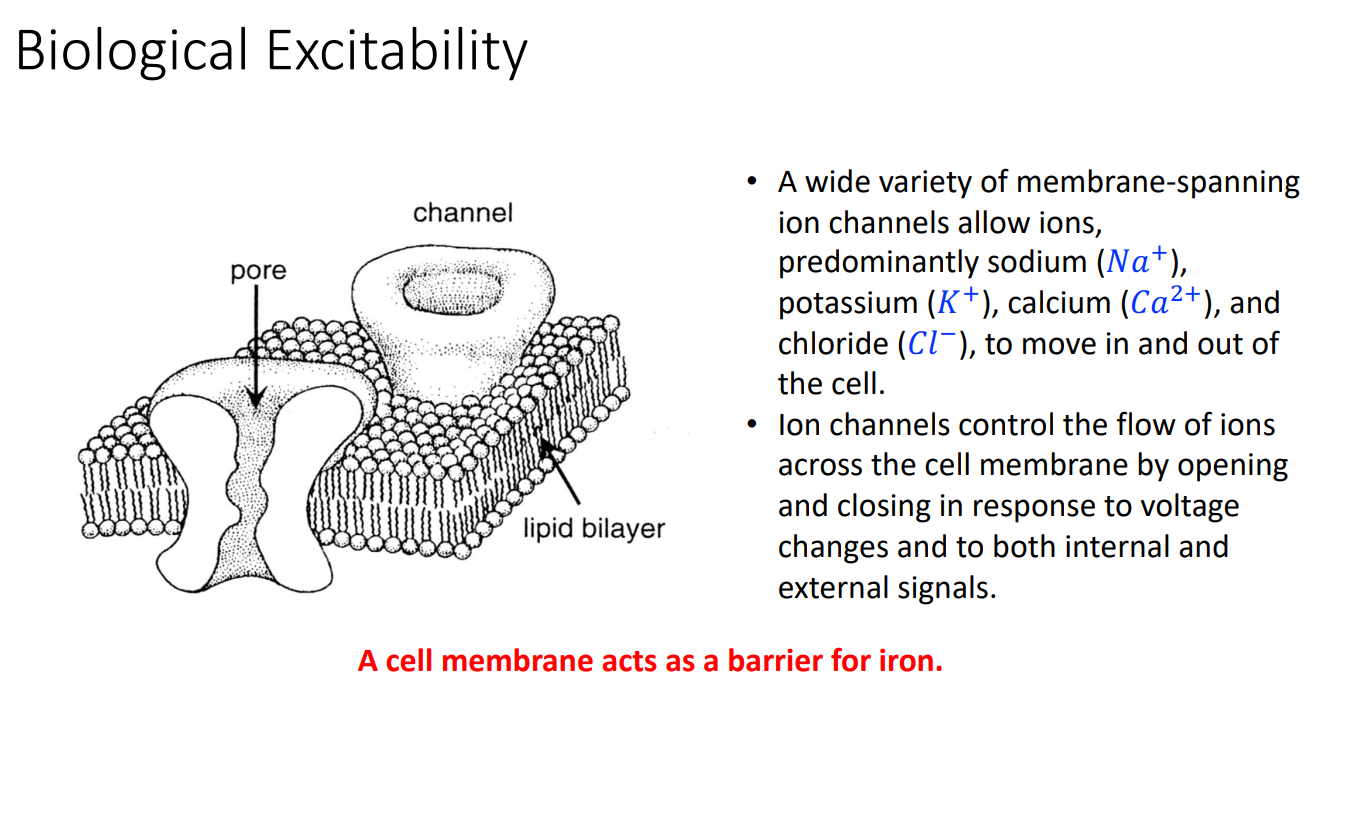 Biological Excitability
channel
pore
lipid bilayer
• A wide variety of membrane-spanning
ion channels allow ions,
predominantly sodium (Na⁺),
potassium (K⁺), calcium (Ca²⁺), and
chloride (Cl⁻), to move in and out of
the cell.
• Ion channels control the flow of ions
across the cell membrane by opening
and closing in response to voltage
changes and to both internal and
external signals.
A cell membrane acts as a barrier for iron.